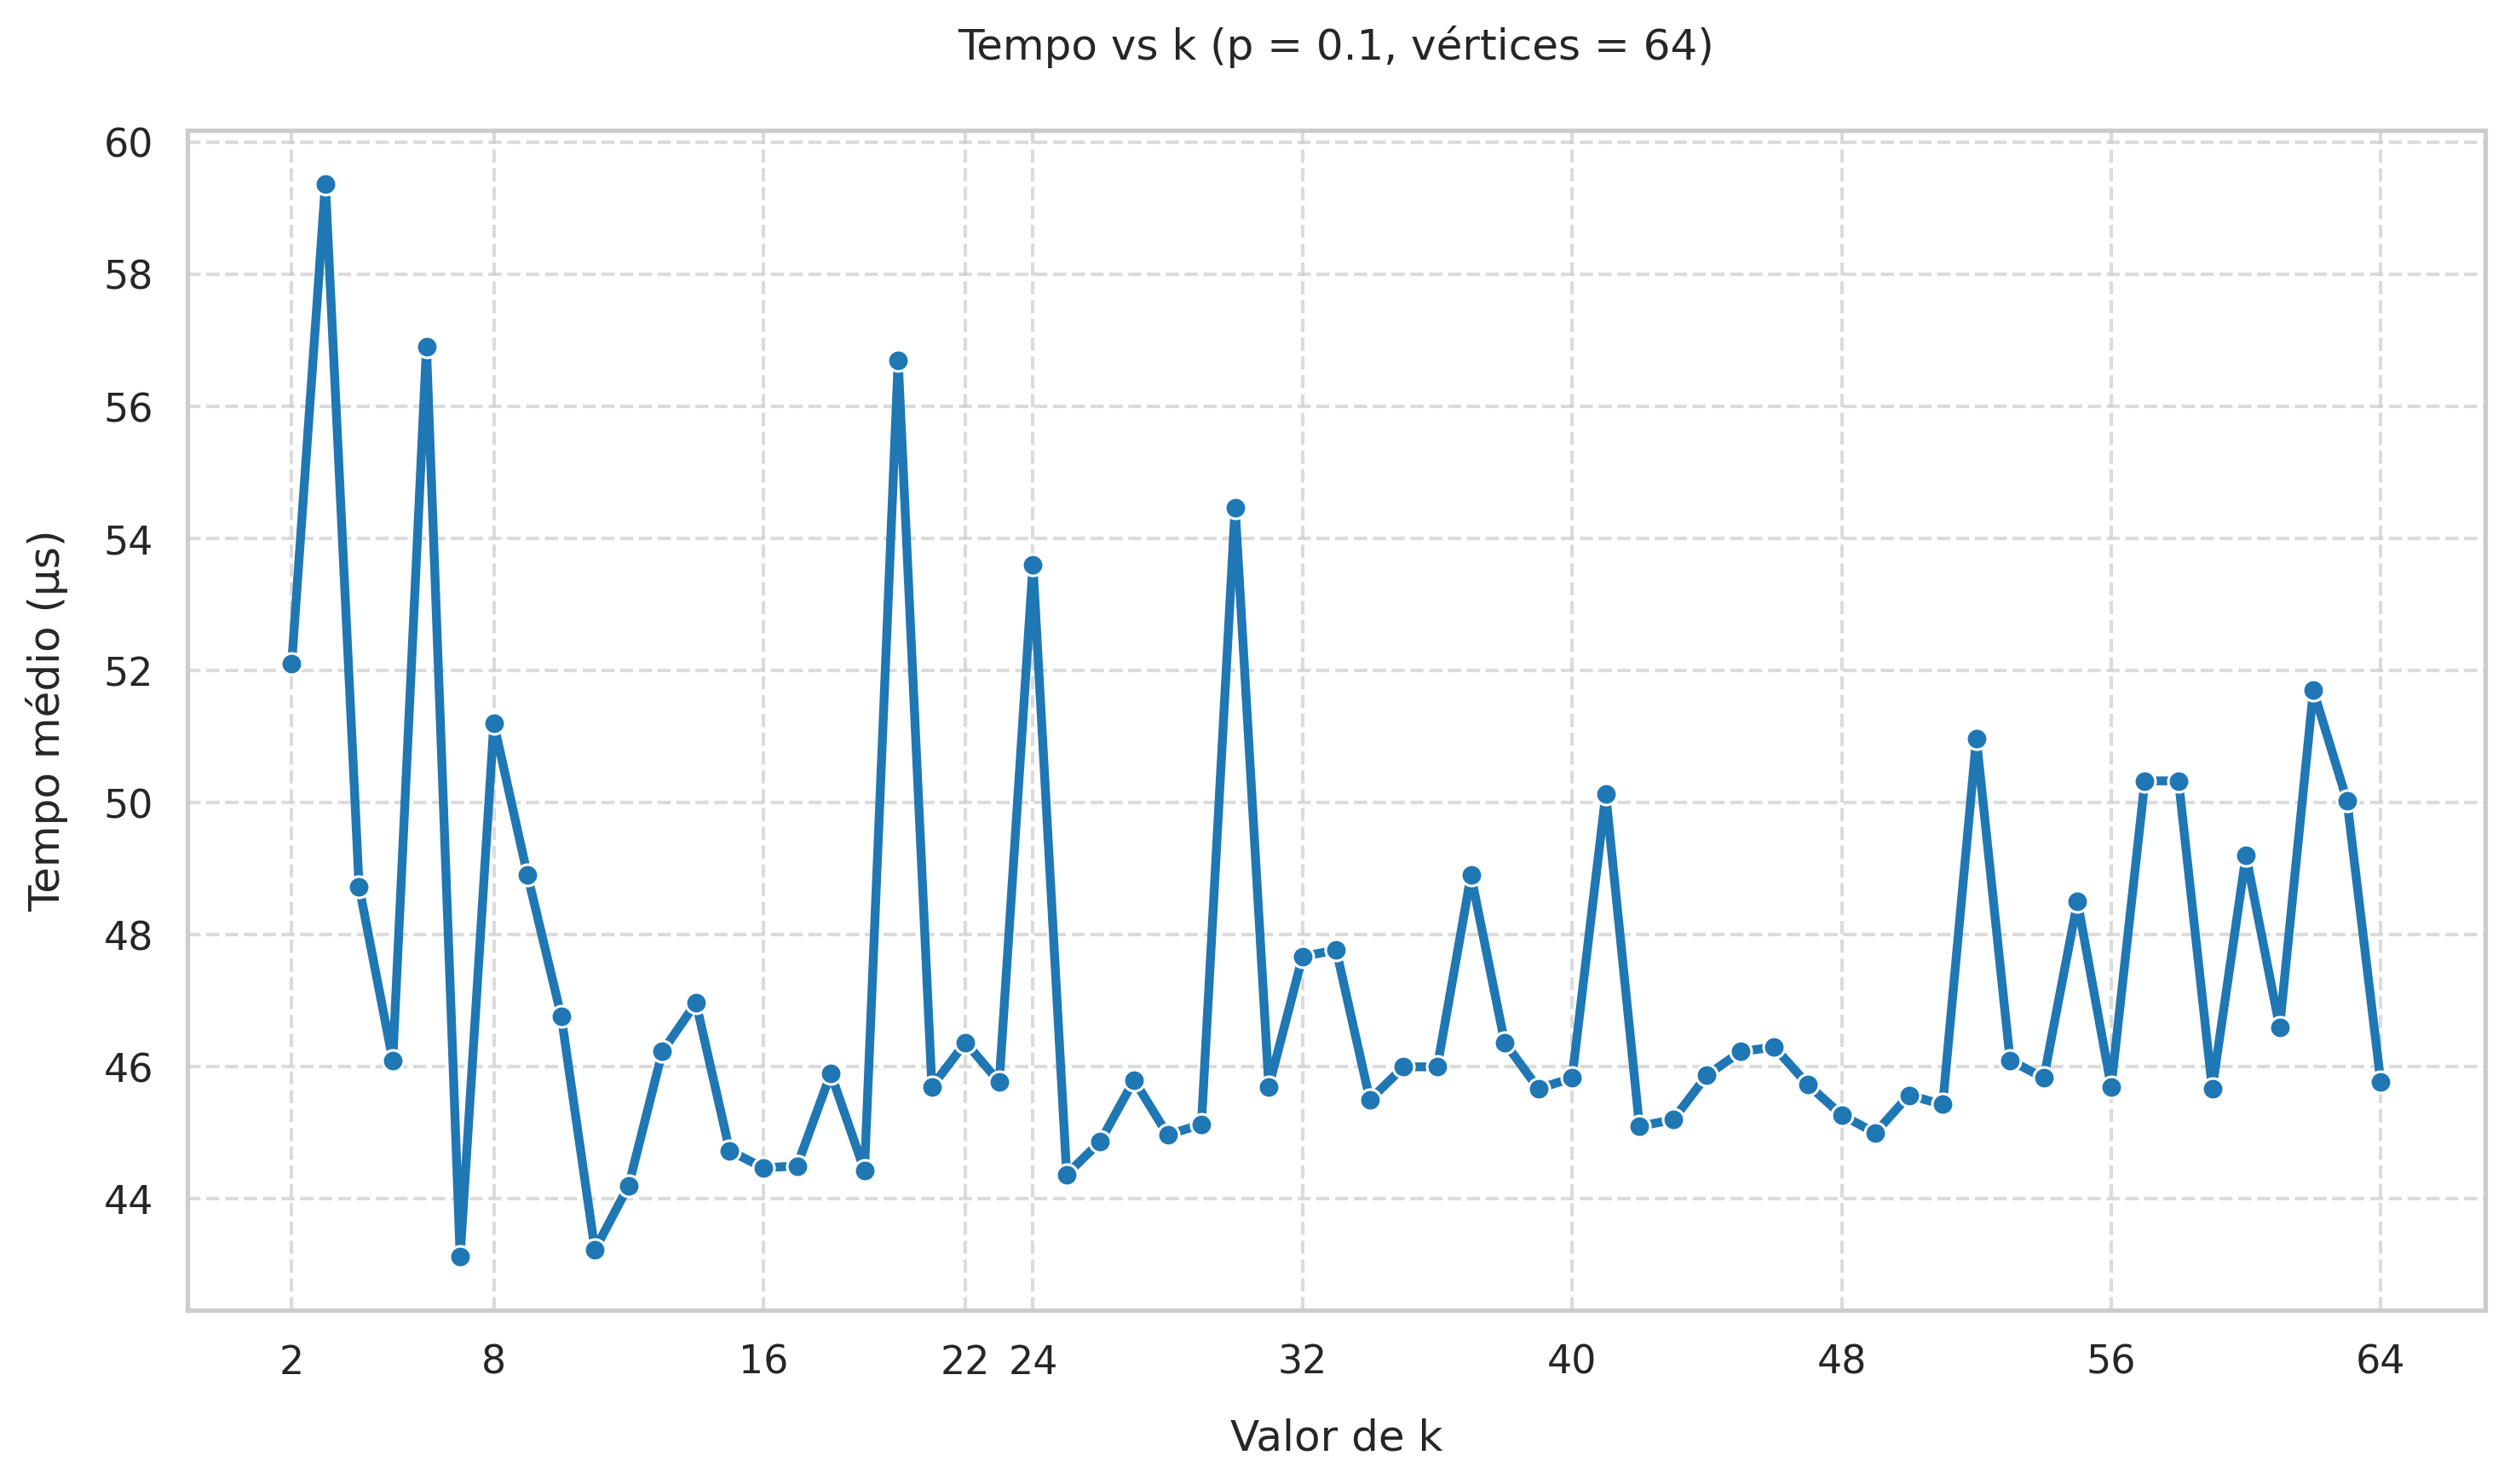 Tempo vs k (p = 0.1, vértices = 64)
60
58
56
54
52
50
48
46
44
Tempo médio (µs)
2 8 16 22 24 32 40 48 56 64
Valor de k